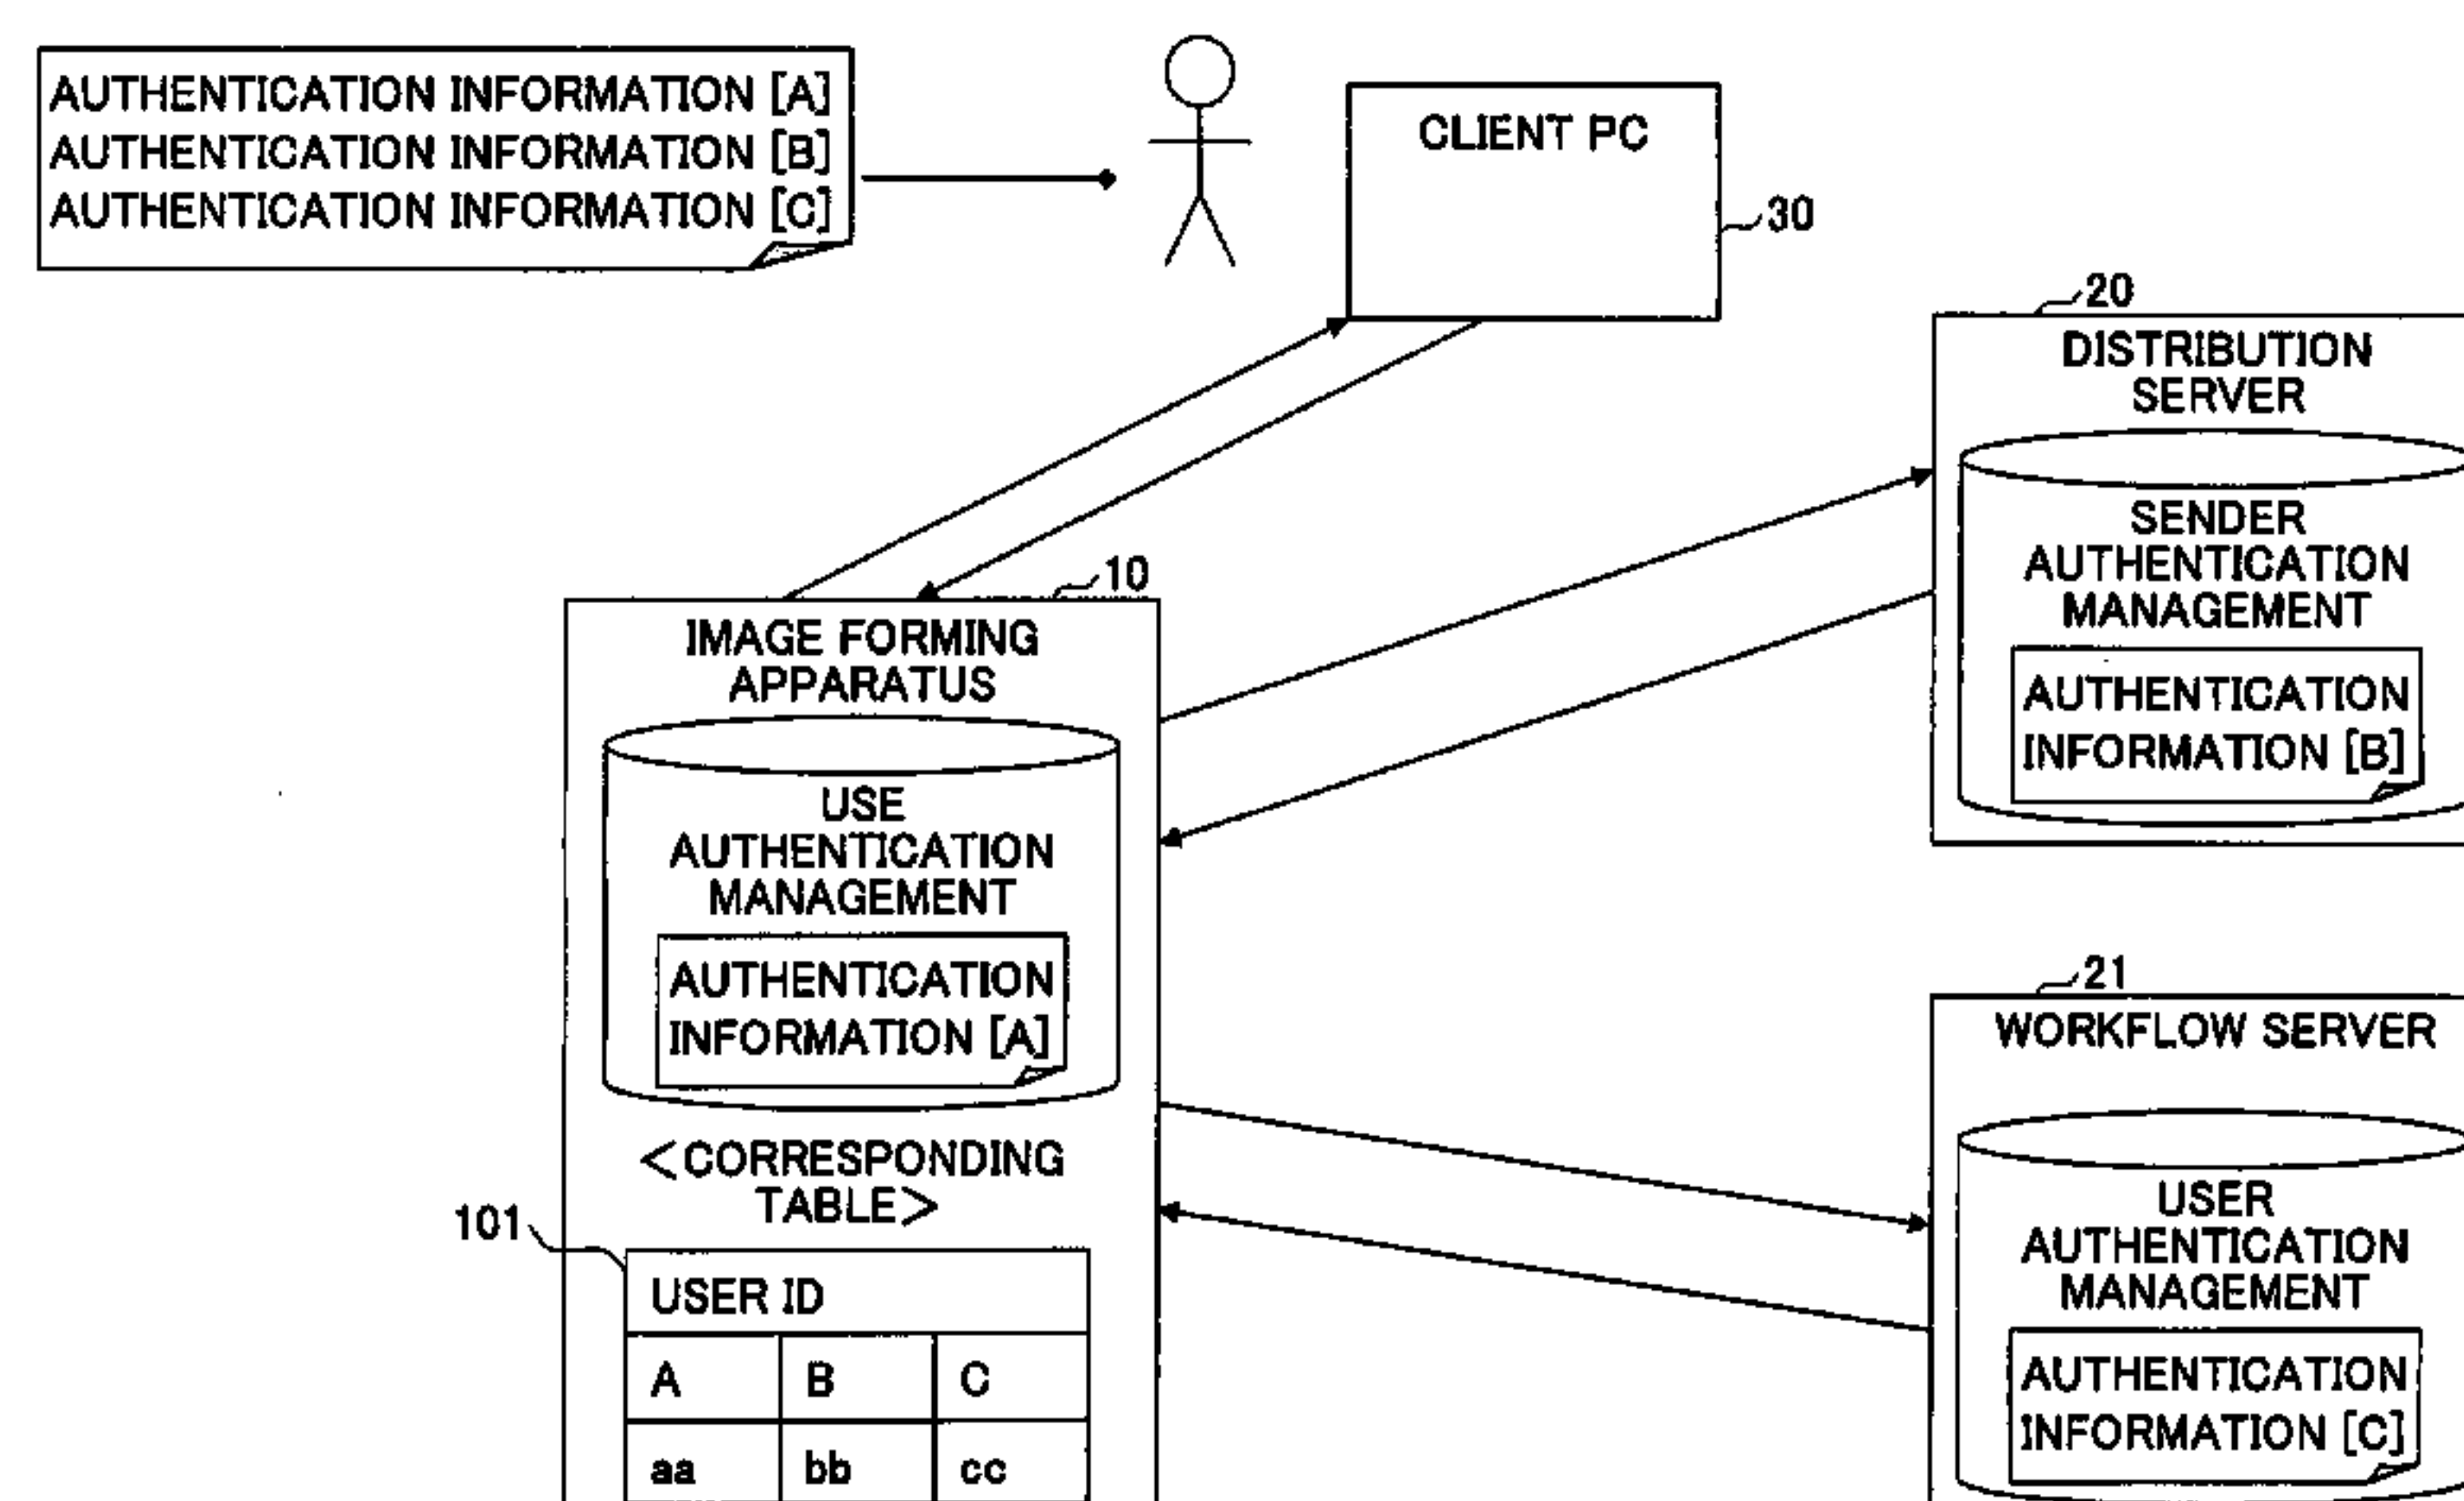 AUTHENTICATION INFORMATION [A]
AUTHENTICATION INFORMATION [B]
AUTHENTICATION INFORMATION [C]
CLIENT PC
30
20
DISTRIBUTION
SERVER
SENDER
AUTHENTICATION
MANAGEMENT
AUTHENTICATION
INFORMATION [B]
10
IMAGE FORMING
APPARATUS
USE
AUTHENTICATION
MANAGEMENT
AUTHENTICATION
INFORMATION [A]
<CORRESPONDING
TABLE>
101
USER ID
A B C
aa bb cc
21
WORKFLOW SERVER
USER
AUTHENTICATION
MANAGEMENT
AUTHENTICATION
INFORMATION [C]